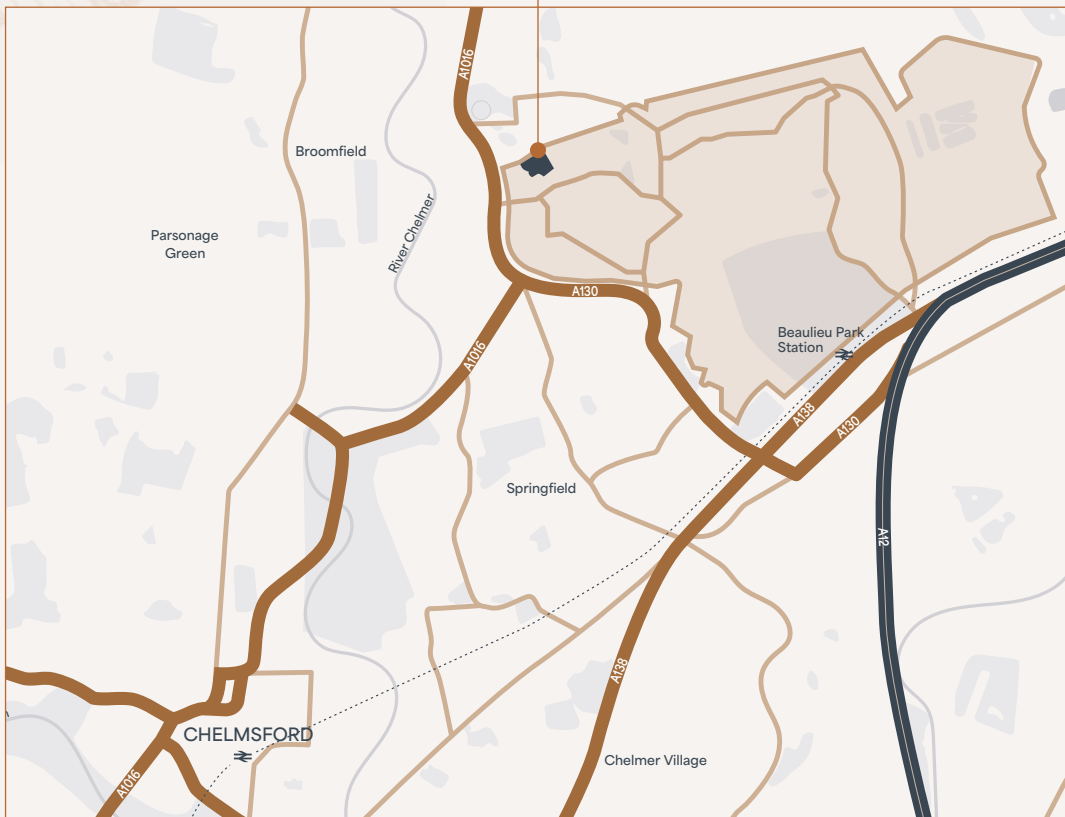 A1016
Broomfield
River Chelmer
Parsonage
Green
A130
Beaulieu Park
Station
A1016
A138
A130
Springfield
A12
A138
CHELMSFORD
Chelmer Village
A1016